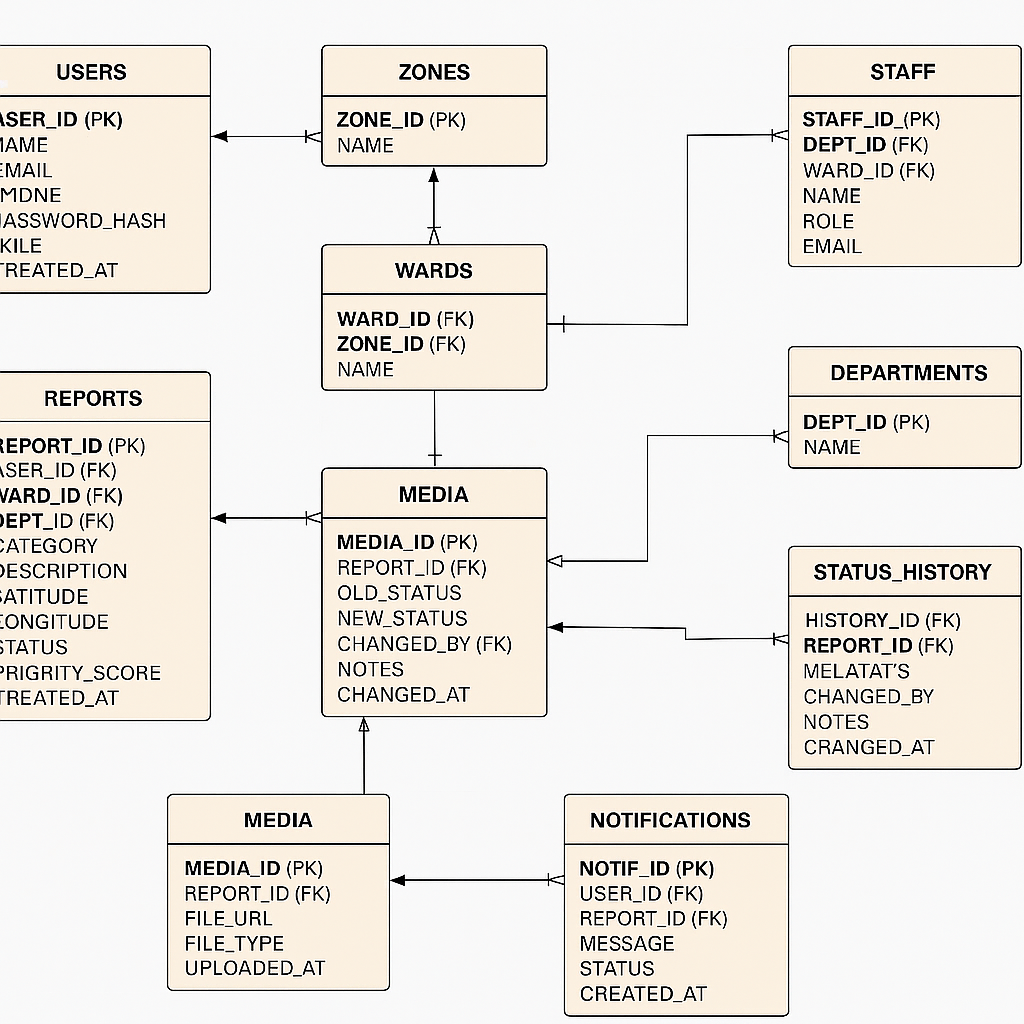 USERS
ASER_ID (PK)
MAME
EMAIL
MDNE
HASSWORD_HASH
KILE
TREATED_AT
ZONES
ZONE_ID (PK)
NAME
STAFF
STAFF_ID_(PK)
DEPT_ID (FK)
WARD_ID (FK)
NAME
ROLE
EMAIL
WARDS
WARD_ID (FK)
ZONE_ID (FK)
NAME
DEPARTMENTS
DEPT_ID (PK)
NAME
REPORTS
REPORT_ID (PK)
ASER_ID (FK)
WARD_ID (FK)
DEPT_ID (FK)
CATEGORY
DESCRIPTION
SATITUDE
EONGITUDE
STATUS
PRIGRITY_SCORE
TREATED_AT
MEDIA
MEDIA_ID (PK)
REPORT_ID (FK)
OLD_STATUS
NEW_STATUS
CHANGED_BY (FK)
NOTES
CHANGED_AT
STATUS_HISTORY
HISTORY_ID (FK)
REPORT_ID (FK)
MELATAT'S
CHANGED_BY
NOTES
CRANGED_AT
MEDIA
MEDIA_ID (PK)
REPORT_ID (FK)
FILE_URL
FILE_TYPE
UPLOADED_AT
NOTIFICATIONS
NOTIF_ID (PK)
USER_ID (FK)
REPORT_ID (FK)
MESSAGE
STATUS
CREATED_AT